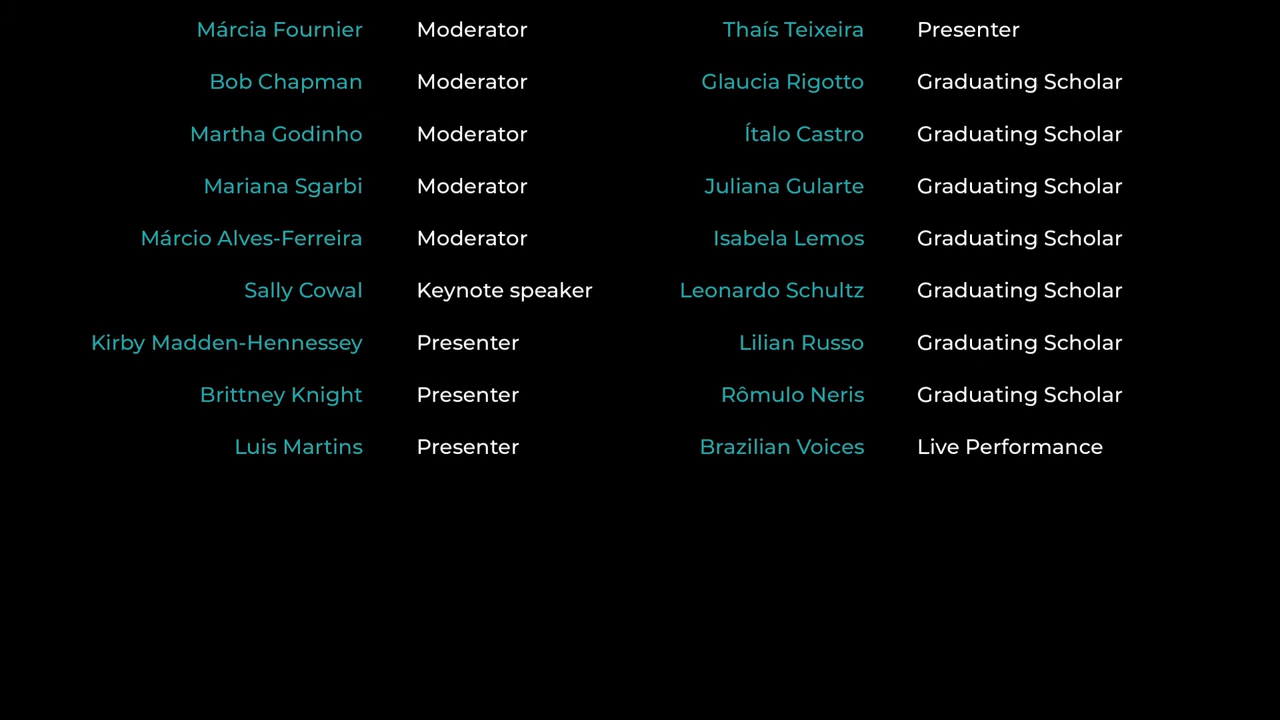 Márcia Fournier Moderator
Bob Chapman Moderator
Martha Godinho Moderator
Mariana Sgarbi Moderator
Márcio Alves-Ferreira Moderator
Sally Cowal Keynote speaker
Kirby Madden-Hennessey Presenter
Brittney Knight Presenter
Luis Martins Presenter
Thaís Teixeira Presenter
Glaucia Rigotto Graduating Scholar
Ítalo Castro Graduating Scholar
Juliana Gularte Graduating Scholar
Isabela Lemos Graduating Scholar
Leonardo Schultz Graduating Scholar
Lilian Russo Graduating Scholar
Rômulo Neris Graduating Scholar
Brazilian Voices Live Performance